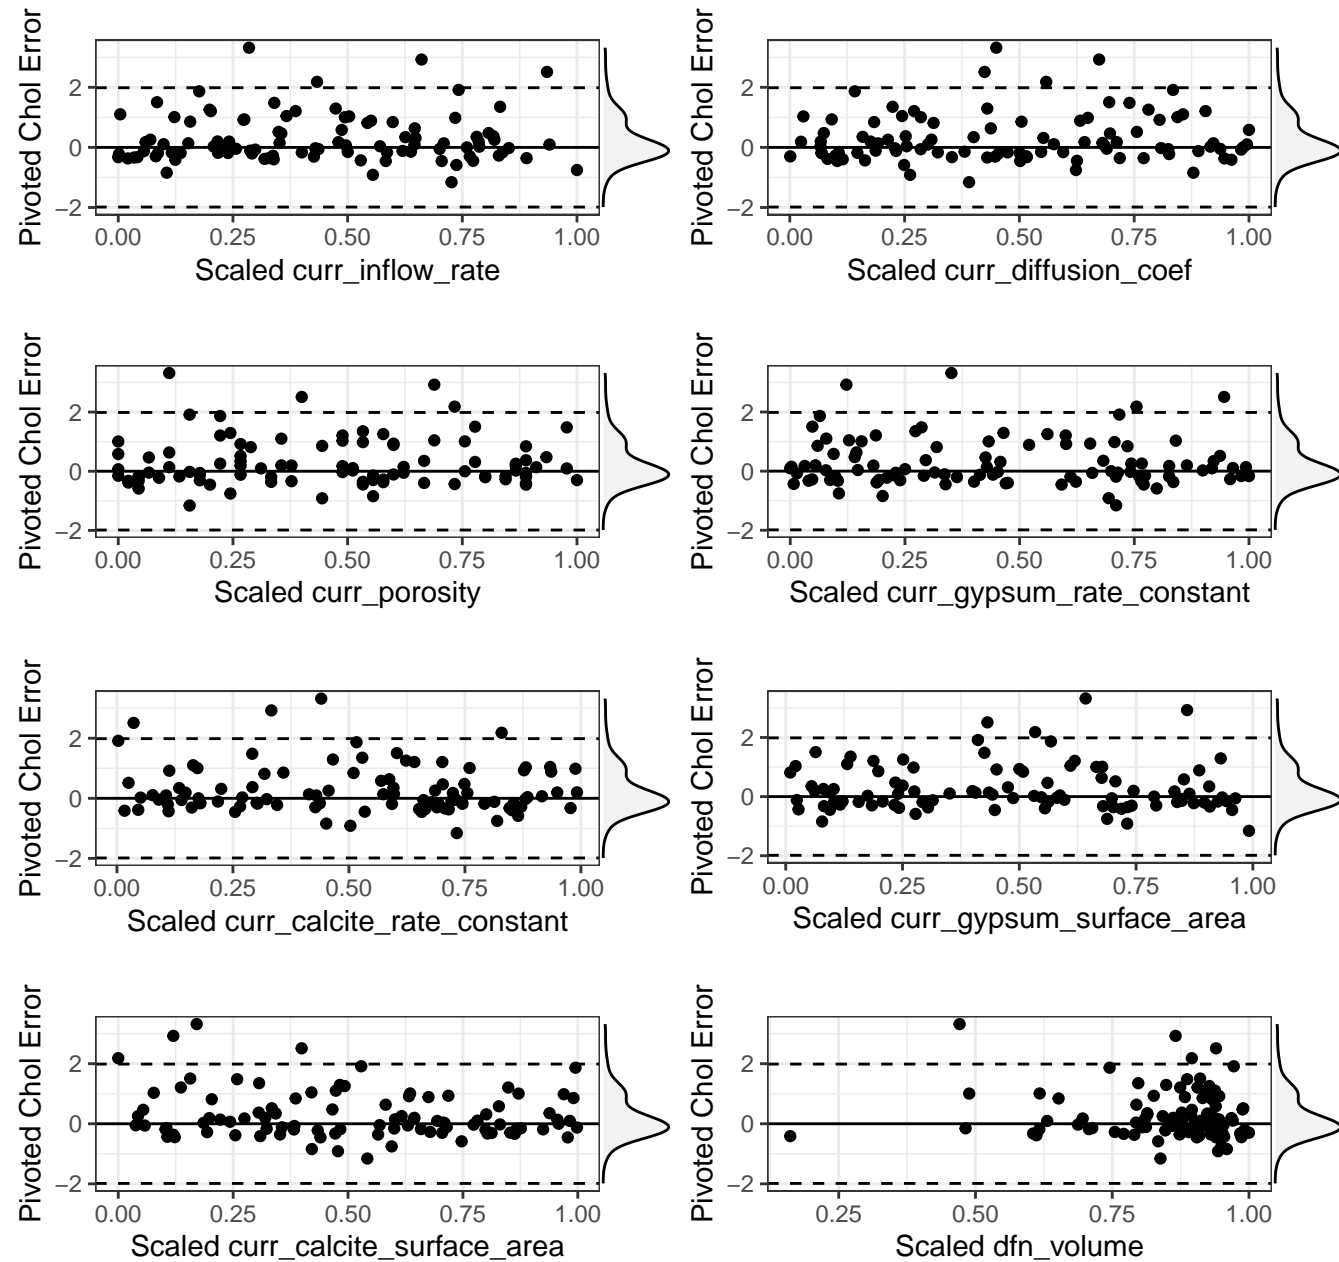 Pivoted Chol Error
2
0
−2
0.00 0.25 0.50 0.75 1.00
Scaled curr_inflow_rate
Pivoted Chol Error
2
0
−2
0.00 0.25 0.50 0.75 1.00
Scaled curr_diffusion_coef
Pivoted Chol Error
2
0
−2
0.00 0.25 0.50 0.75 1.00
Scaled curr_porosity
Pivoted Chol Error
2
0
−2
0.00 0.25 0.50 0.75 1.00
Scaled curr_gypsum_rate_constant
Pivoted Chol Error
2
0
−2
0.00 0.25 0.50 0.75 1.00
Scaled curr_calcite_rate_constant
Pivoted Chol Error
2
0
−2
0.00 0.25 0.50 0.75 1.00
Scaled curr_gypsum_surface_area
Pivoted Chol Error
2
0
−2
0.00 0.25 0.50 0.75 1.00
Scaled curr_calcite_surface_area
Pivoted Chol Error
2
0
−2
0.25 0.50 0.75 1.00
Scaled dfn_volume